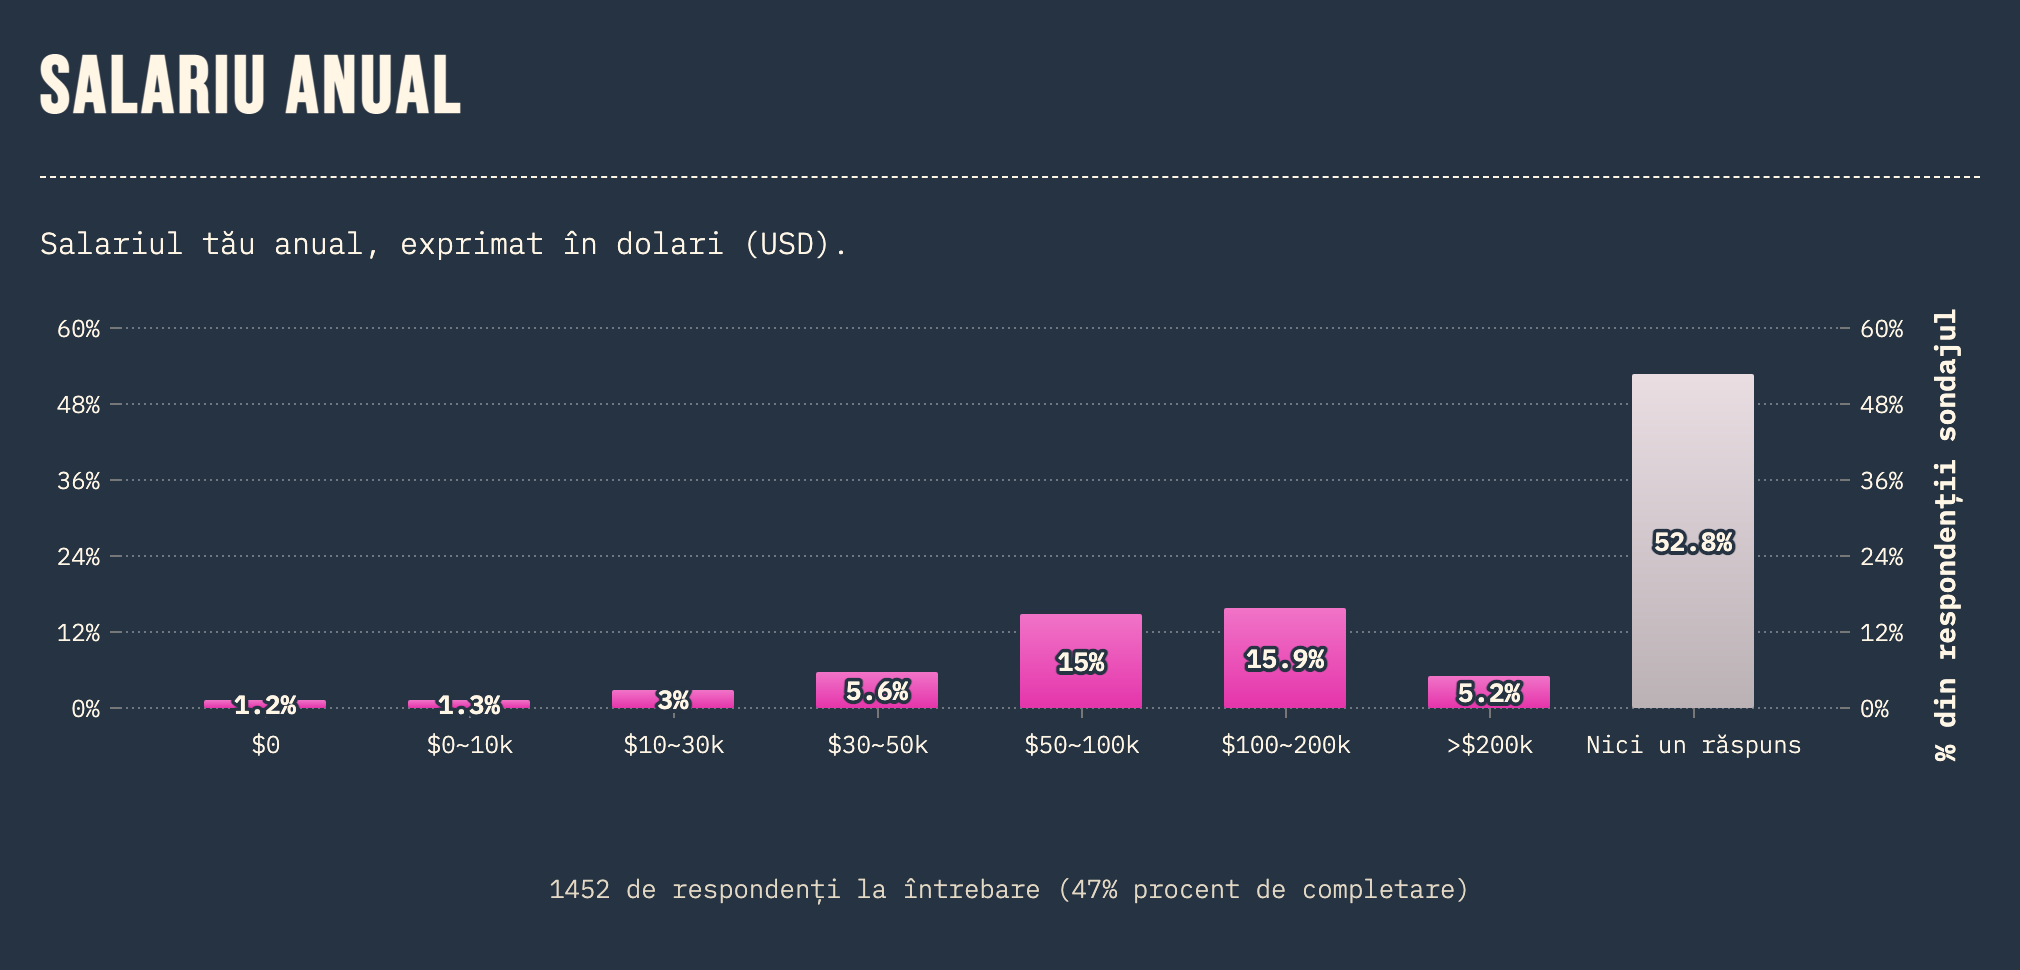 SALARIU ANUAL
Salariul tău anual, exprimat în dolari (USD).
60%
48%
36%
24%
12%
0%
1.2%
1.3%
3%
5.6%
15%
15.9%
5.2%
52.8%
$0
$0~10k
$10~30k
$30~50k
$50~100k
$100~200k
>$200k
Nici un răspuns
60%
48%
36%
24%
12%
0%
% din respondenții sondajul
1452 de respondenți la întrebare (47% procent de completare)